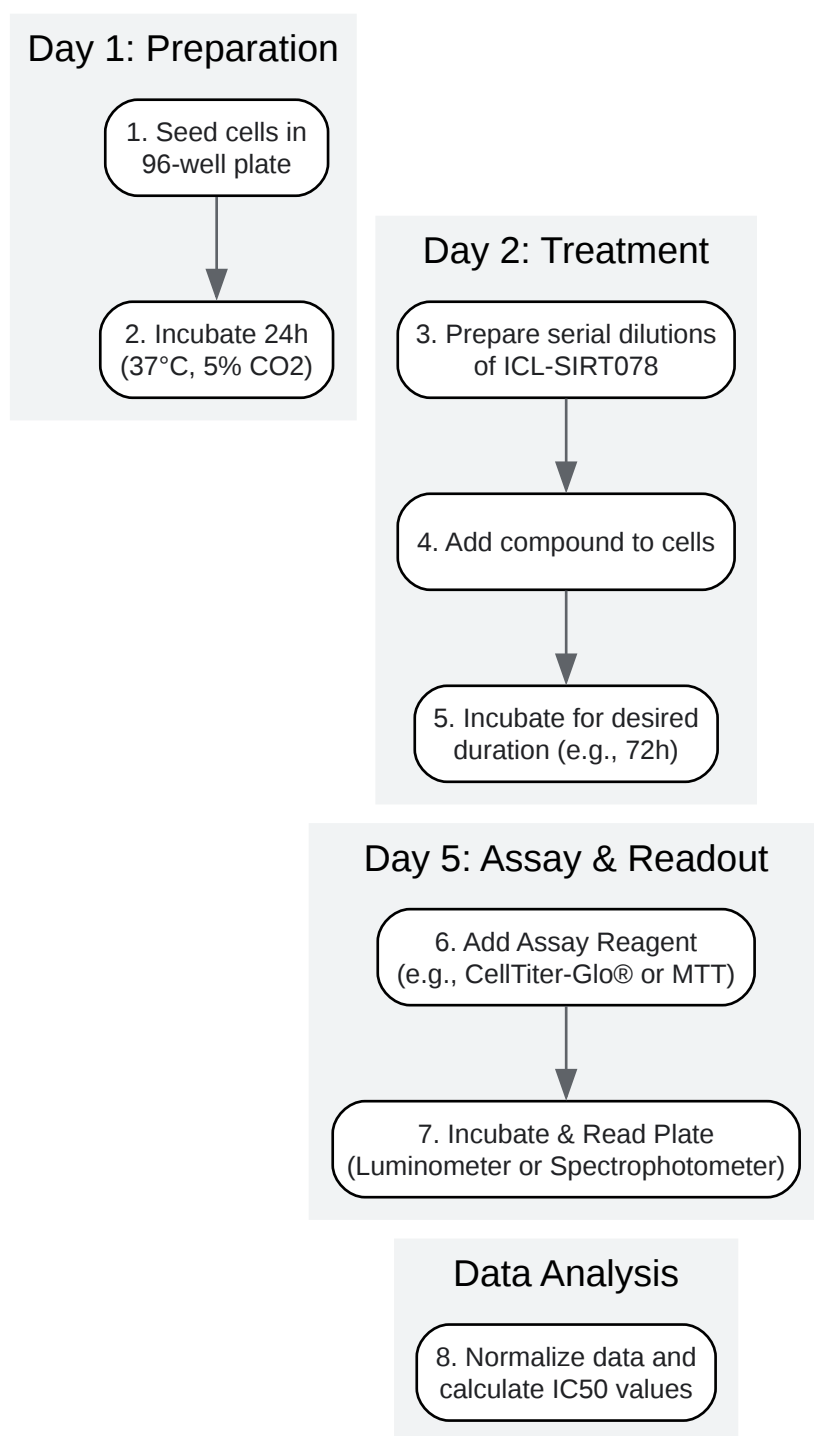 Day 1: Preparation
1. Seed cells in
96-well plate
2. Incubate 24h
(37°C, 5% CO2)
Day 2: Treatment
3. Prepare serial dilutions
of ICL-SIRT078
4. Add compound to cells
5. Incubate for desired
duration (e.g., 72h)
Day 5: Assay & Readout
6. Add Assay Reagent
(e.g., CellTiter-Glo® or MTT)
7. Incubate & Read Plate
(Luminometer or Spectrophotometer)
Data Analysis
8. Normalize data and
calculate IC50 values